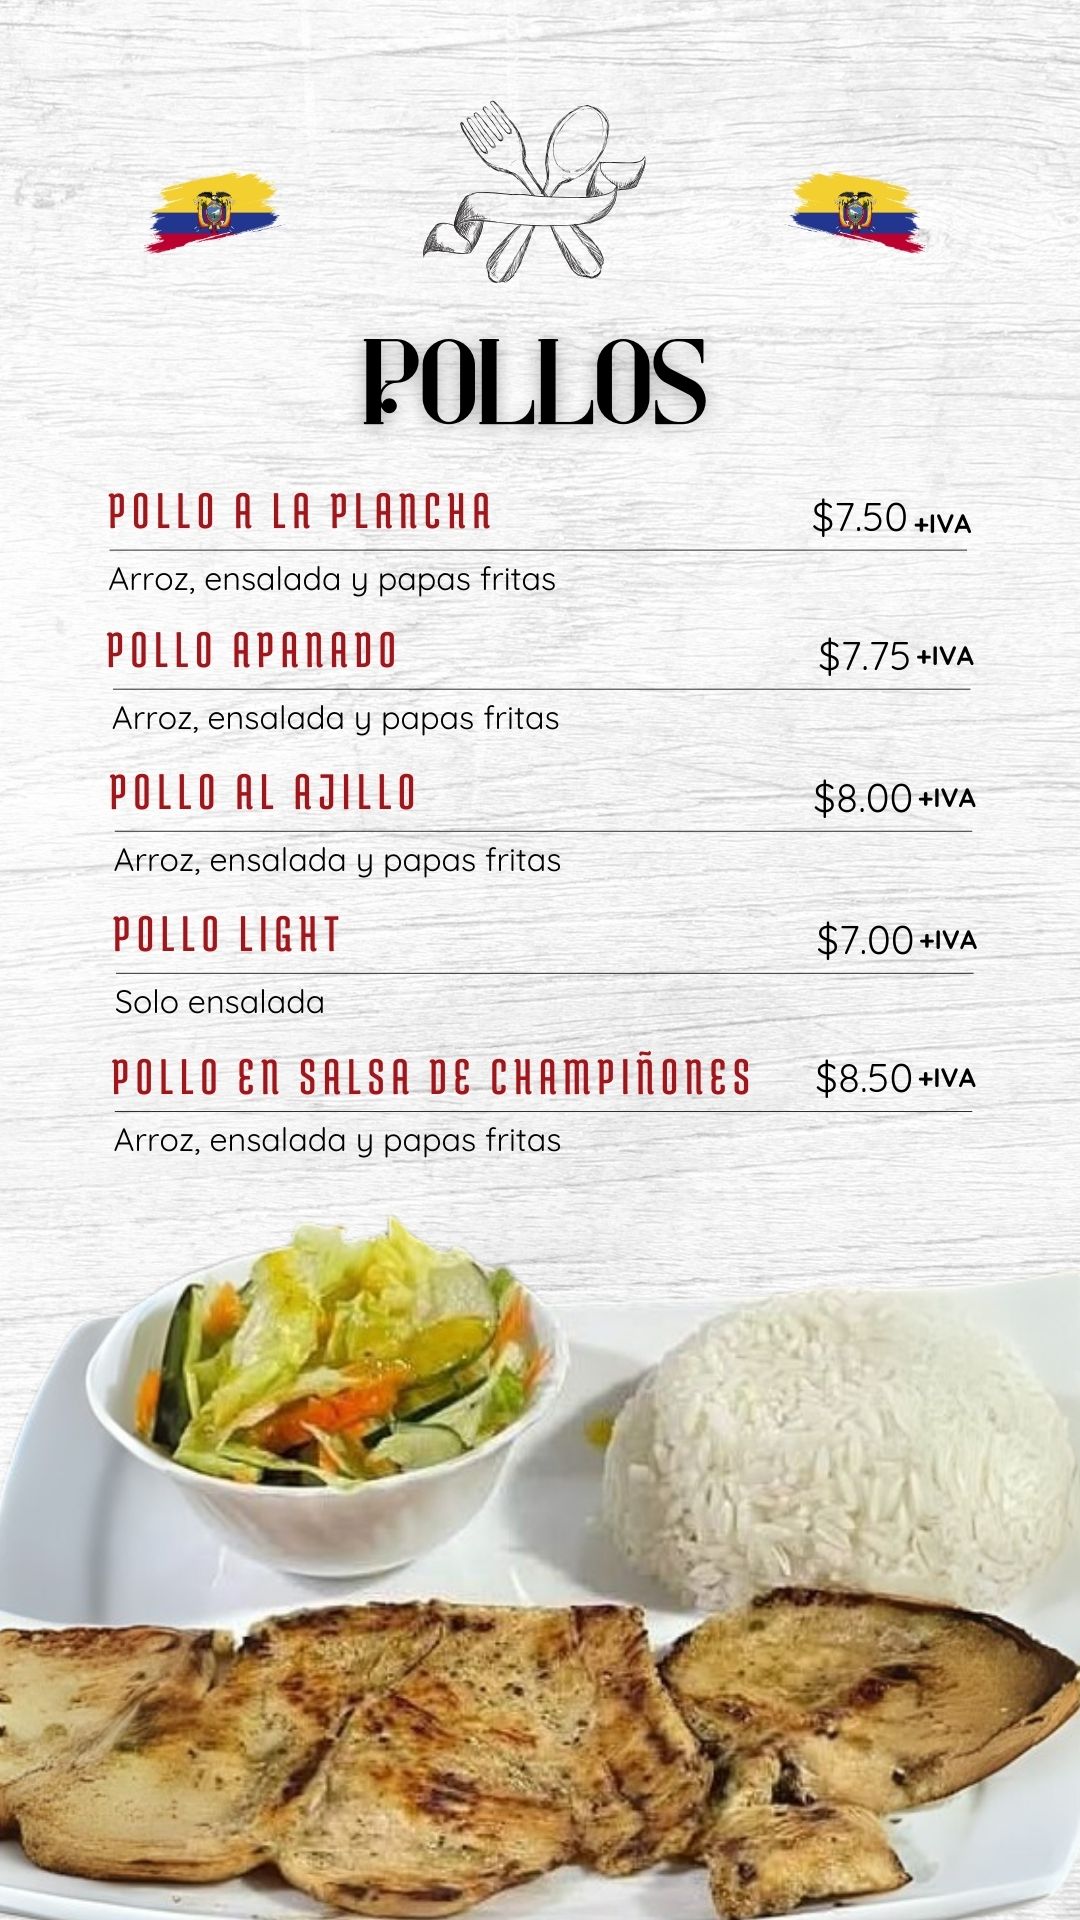 POLLOS
POLLO A LA PLANCHA $7.50 +IVA
Arroz, ensalada y papas fritas
POLLO APANADO $7.75 +IVA
Arroz, ensalada y papas fritas
POLLO AL AJILLO $8.00 +IVA
Arroz, ensalada y papas fritas
POLLO LIGHT $7.00 +IVA
Solo ensalada
POLLO EN SALSA DE CHAMPIÑONES $8.50 +IVA
Arroz, ensalada y papas fritas